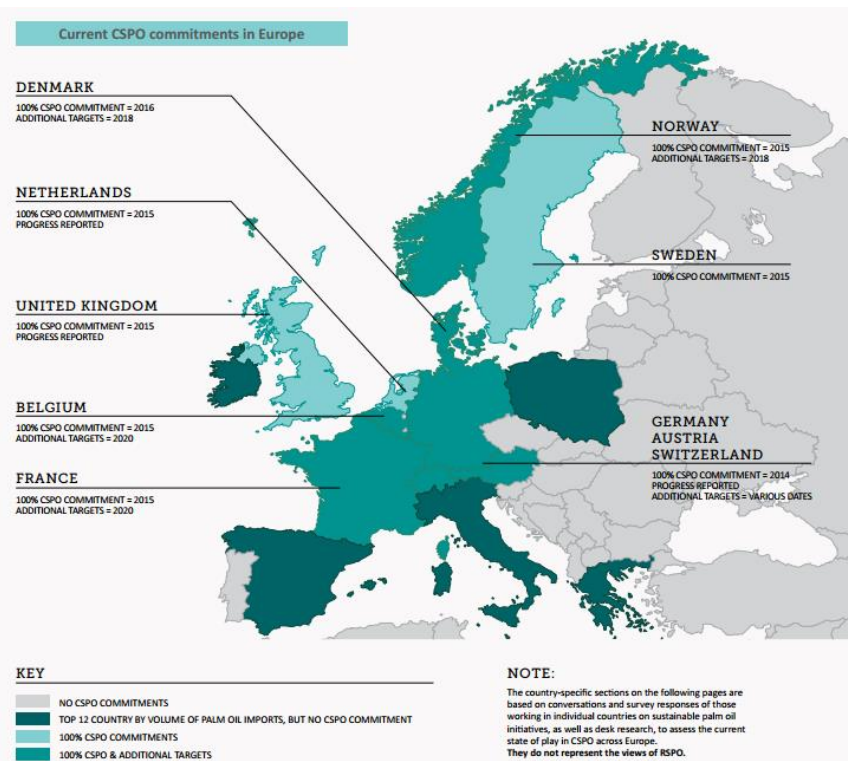 Current CSPO commitments in Europe
DENMARK
100% CSPO COMMITMENT = 2016
ADDITIONAL TARGETS = 2018
NETHERLANDS
100% CSPO COMMITMENT = 2015
PROGRESS REPORTED
UNITED KINGDOM
100% CSPO COMMITMENT = 2015
PROGRESS REPORTED
BELGIUM
100% CSPO COMMITMENT = 2015
ADDITIONAL TARGETS = 2020
FRANCE
100% CSPO COMMITMENT = 2015
ADDITIONAL TARGETS = 2020
NORWAY
100% CSPO COMMITMENT = 2015
ADDITIONAL TARGETS = 2018
SWEDEN
100% CSPO COMMITMENT = 2015
GERMANY
AUSTRIA
SWITZERLAND
100% CSPO COMMITMENT = 2014
PROGRESS REPORTED
ADDITIONAL TARGETS = VARIOUS DATES
KEY
NO CSPO COMMITMENTS
TOP 12 COUNTRY BY VOLUME OF PALM OIL IMPORTS, BUT NO CSPO COMMITMENT
100% CSPO COMMITMENTS
100% CSPO & ADDITIONAL TARGETS
NOTE:
The country-specific sections on the following pages are
based on conversations and survey responses of those
working in individual countries on sustainable palm oil
initiatives, as well as desk research, to assess the current
state of play in CSPO across Europe.
They do not represent the views of RSPO.